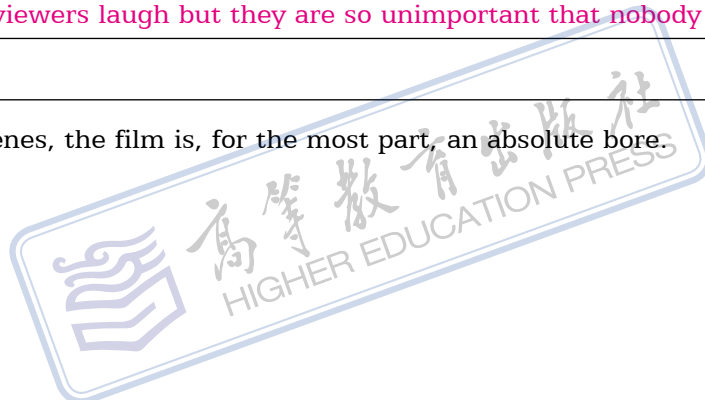 viewers laugh but they are so unimportant that nobody
enes, the film is, for the most part, an absolute bore.
高等教育出版社
HIGHER EDUCATION PRESS